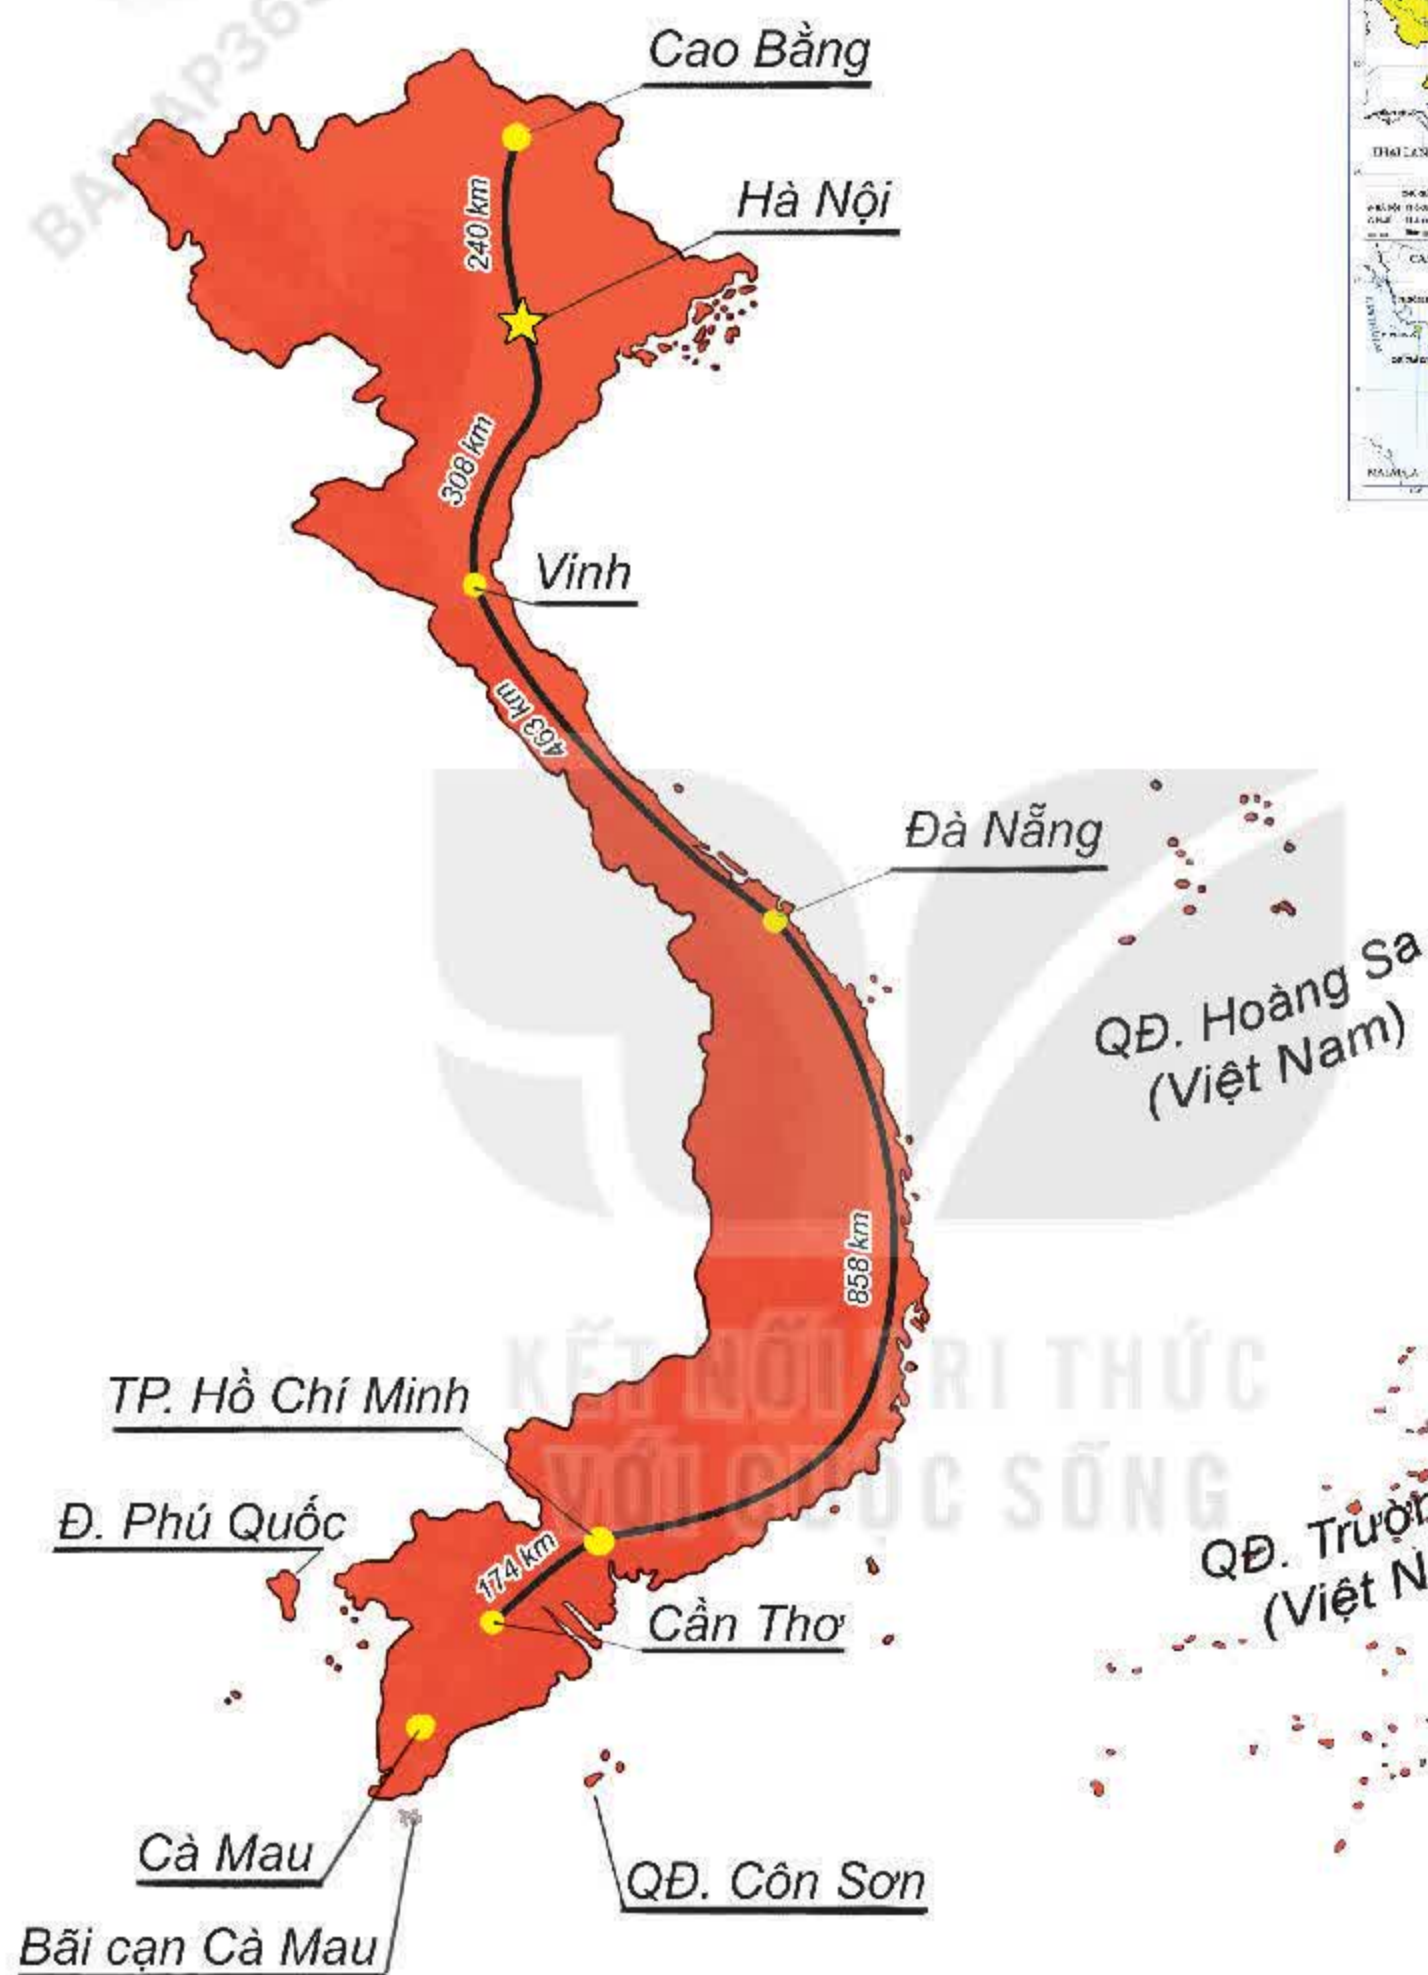 BAITAP365
Cao Bằng
240 km
Hà Nội
308 km
Vinh
463 km
Đà Nẵng
QĐ. Hoàng Sa
(Việt Nam)
858 km
KẾT NỐI TRI THỨC
VỚI CUỘC SỐNG
TP. Hồ Chí Minh
Đ. Phú Quốc
174 km
Cần Thơ
QĐ.
(Việt
Cà Mau
QĐ. Côn Sơn
Bãi cạn Cà Mau